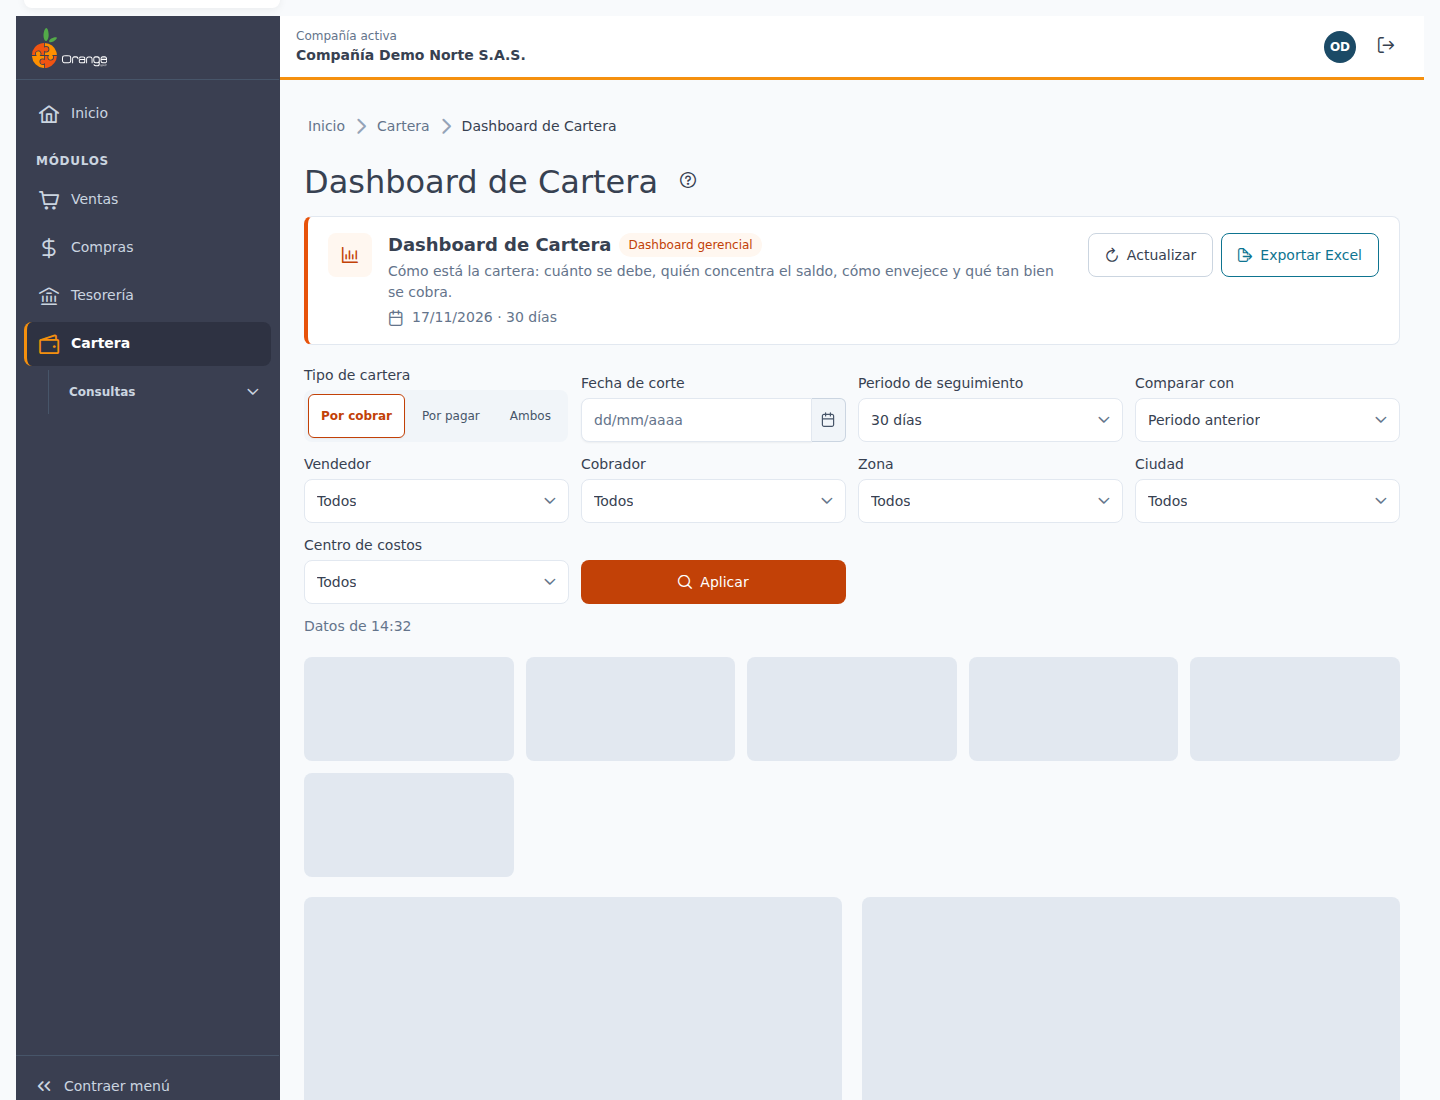 Orange
Compañía activa
Compañía Demo Norte S.A.S.
OD
Inicio
MÓDULOS
Ventas
Compras
Tesorería
Cartera
Consultas
Contraer menú
Inicio
Cartera
Dashboard de Cartera
Dashboard de Cartera
Dashboard de Cartera
Dashboard gerencial
Cómo está la cartera: cuánto se debe, quién concentra el saldo, cómo envejece y qué tan bien
se cobra.
17/11/2026 · 30 días
Actualizar
Exportar Excel
Tipo de cartera
Por cobrar
Por pagar
Ambos
Fecha de corte
dd/mm/aaaa
Periodo de seguimiento
30 días
Comparar con
Periodo anterior
Vendedor
Todos
Cobrador
Todos
Zona
Todos
Ciudad
Todos
Centro de costos
Todos
Aplicar
Datos de 14:32